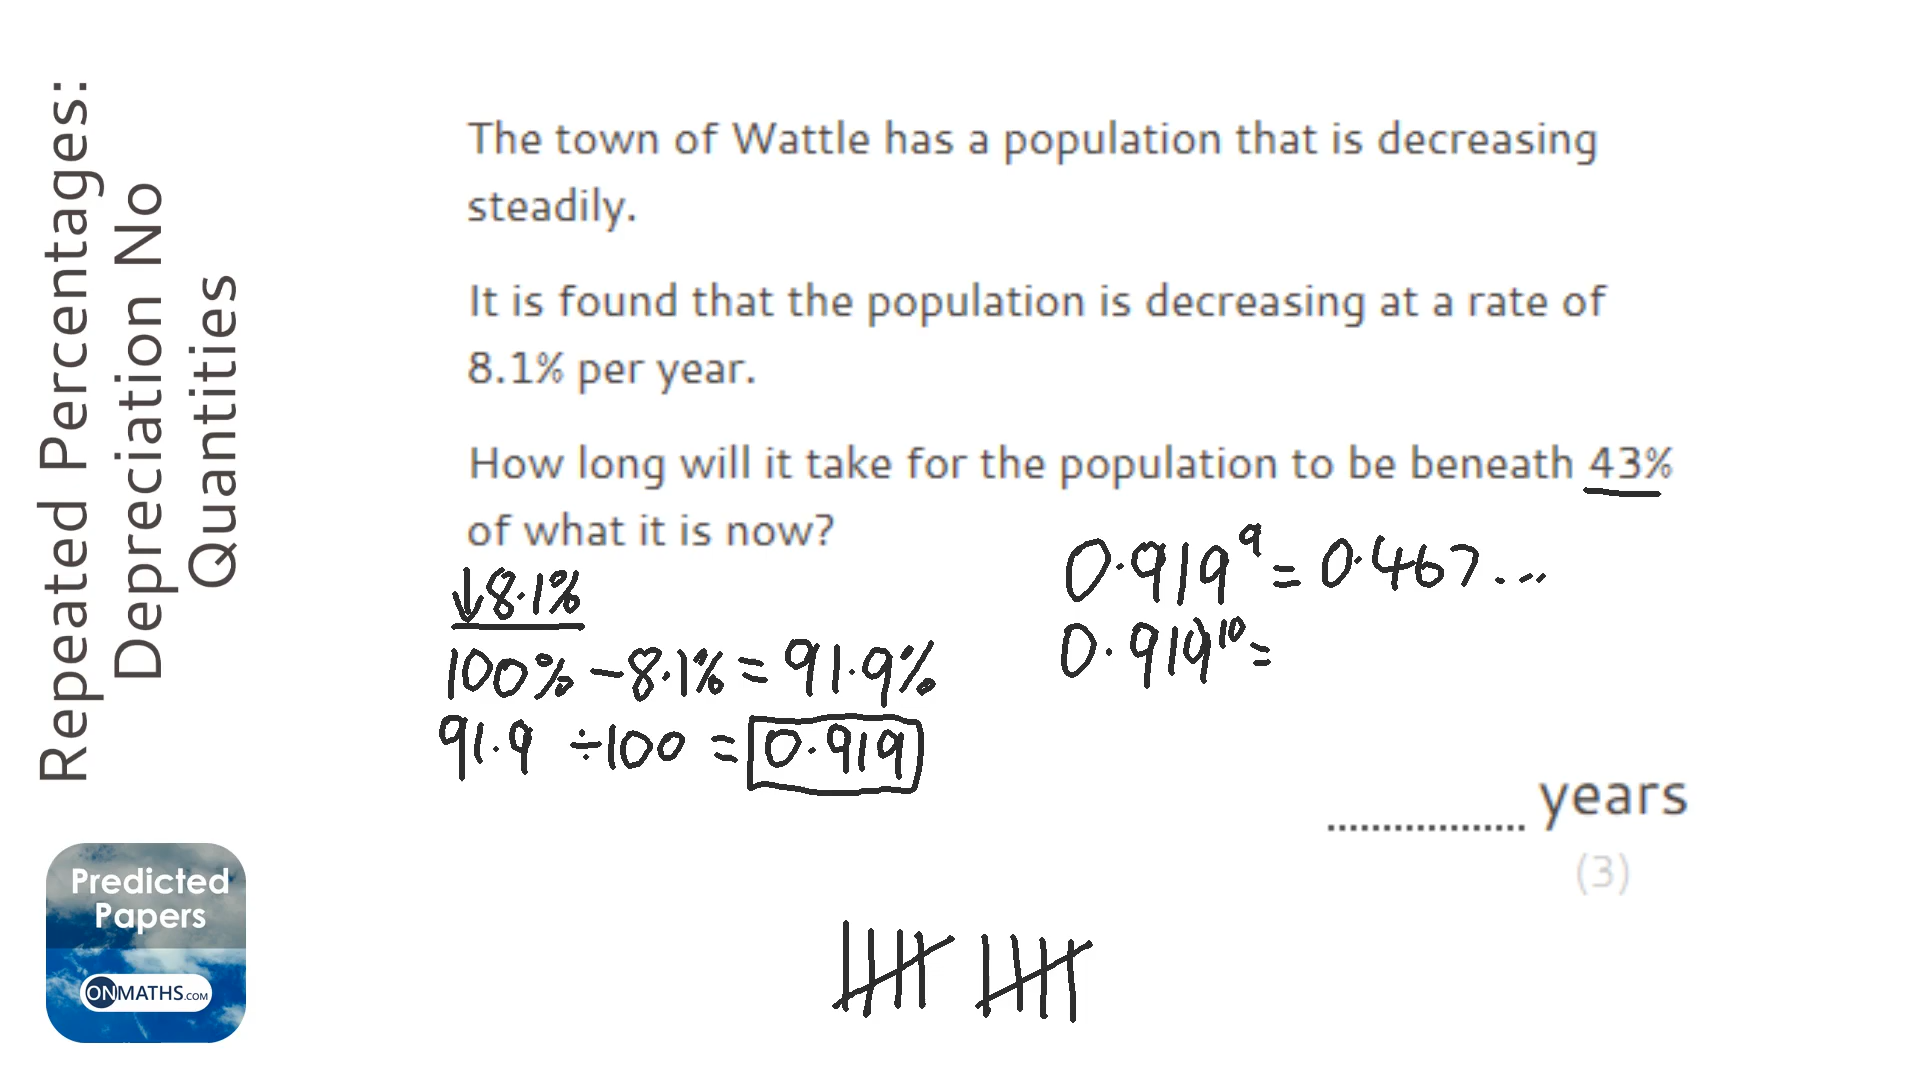 Repeated Percentages:
Depreciation No
Quantities
The town of Wattle has a population that is decreasing
steadily.
It is found that the population is decreasing at a rate of
8.1% per year.
How long will it take for the population to be beneath 43%
of what it is now?
↓8.1%
100% - 8.1% = 91.9%
91.9 ÷100 = 0.919
0.919⁹ = 0.467...
0.919¹⁰ =
.................. years
(3)
Predicted
Papers
ONMATHS.COM